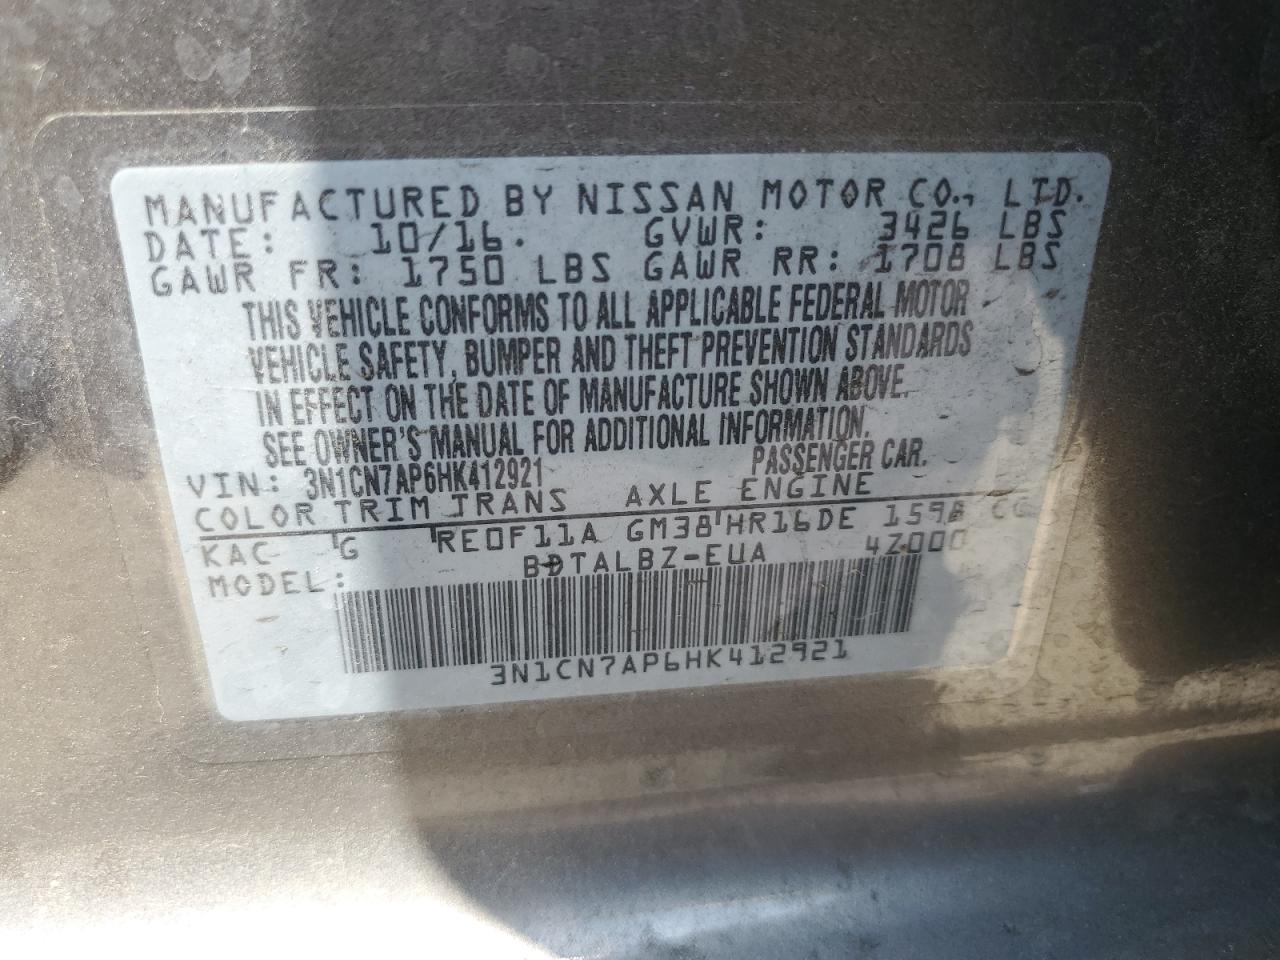 MANUFACTURED BY NISSAN MOTOR CO., LTD.
DATE: 10/16. GVWR: 3426 LBS
GAWR FR: 1750 LBS GAWR RR: 1708 LBS
THIS VEHICLE CONFORMS TO ALL APPLICABLE FEDERAL MOTOR
VEHICLE SAFETY, BUMPER AND THEFT PREVENTION STANDARDS
IN EFFECT ON THE DATE OF MANUFACTURE SHOWN ABOVE.
SEE OWNER'S MANUAL FOR ADDITIONAL INFORMATION.
VIN: 3N1CN7AP6HK412921 PASSENGER CAR.
COLOR TRIM TRANS AXLE ENGINE
KAC G RE0F11A GM38 HR16DE 1598 CC
MODEL: BDTALBZ-EUA 4Z000
3N1CN7AP6HK412921